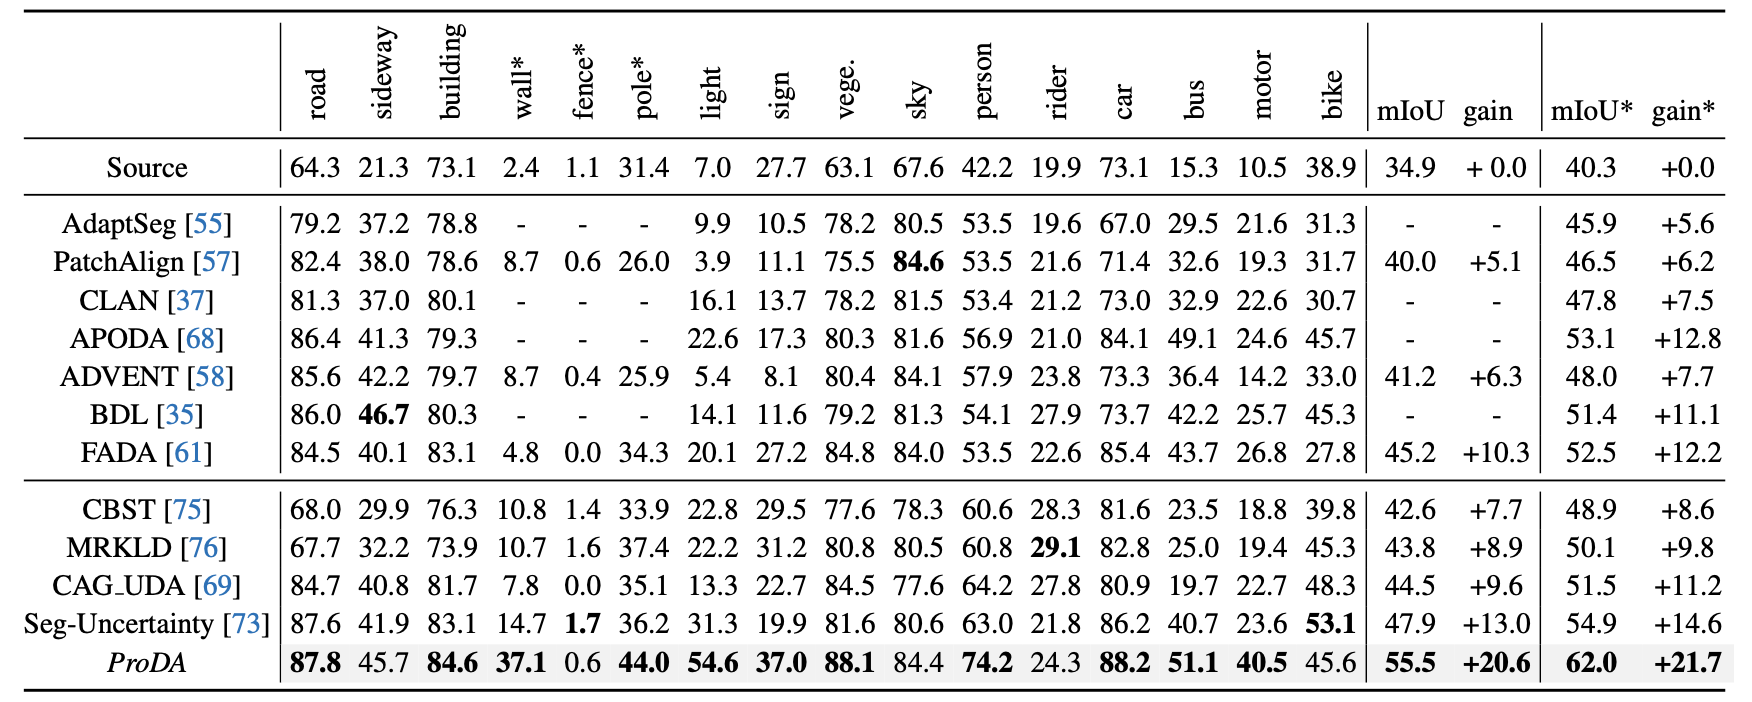 road sideway building wall* fence* pole* light sign vege. sky person rider car bus motor bike mIoU gain mIoU* gain*
Source 64.3 21.3 73.1 2.4 1.1 31.4 7.0 27.7 63.1 67.6 42.2 19.9 73.1 15.3 10.5 38.9 34.9 + 0.0 40.3 +0.0
AdaptSeg [55] 79.2 37.2 78.8 - - - 9.9 10.5 78.2 80.5 53.5 19.6 67.0 29.5 21.6 31.3 - - 45.9 +5.6
PatchAlign [57] 82.4 38.0 78.6 8.7 0.6 26.0 3.9 11.1 75.5 84.6 53.5 21.6 71.4 32.6 19.3 31.7 40.0 +5.1 46.5 +6.2
CLAN [37] 81.3 37.0 80.1 - - - 16.1 13.7 78.2 81.5 53.4 21.2 73.0 32.9 22.6 30.7 - - 47.8 +7.5
APODA [68] 86.4 41.3 79.3 - - - 22.6 17.3 80.3 81.6 56.9 21.0 84.1 49.1 24.6 45.7 - - 53.1 +12.8
ADVENT [58] 85.6 42.2 79.7 8.7 0.4 25.9 5.4 8.1 80.4 84.1 57.9 23.8 73.3 36.4 14.2 33.0 41.2 +6.3 48.0 +7.7
BDL [35] 86.0 46.7 80.3 - - - 14.1 11.6 79.2 81.3 54.1 27.9 73.7 42.2 25.7 45.3 - - 51.4 +11.1
FADA [61] 84.5 40.1 83.1 4.8 0.0 34.3 20.1 27.2 84.8 84.0 53.5 22.6 85.4 43.7 26.8 27.8 45.2 +10.3 52.5 +12.2
CBST [75] 68.0 29.9 76.3 10.8 1.4 33.9 22.8 29.5 77.6 78.3 60.6 28.3 81.6 23.5 18.8 39.8 42.6 +7.7 48.9 +8.6
MRKLD [76] 67.7 32.2 73.9 10.7 1.6 37.4 22.2 31.2 80.8 80.5 60.8 29.1 82.8 25.0 19.4 45.3 43.8 +8.9 50.1 +9.8
CAG_UDA [69] 84.7 40.8 81.7 7.8 0.0 35.1 13.3 22.7 84.5 77.6 64.2 27.8 80.9 19.7 22.7 48.3 44.5 +9.6 51.5 +11.2
Seg-Uncertainty [73] 87.6 41.9 83.1 14.7 1.7 36.2 31.3 19.9 81.6 80.6 63.0 21.8 86.2 40.7 23.6 53.1 47.9 +13.0 54.9 +14.6
ProDA 87.8 45.7 84.6 37.1 0.6 44.0 54.6 37.0 88.1 84.4 74.2 24.3 88.2 51.1 40.5 45.6 55.5 +20.6 62.0 +21.7